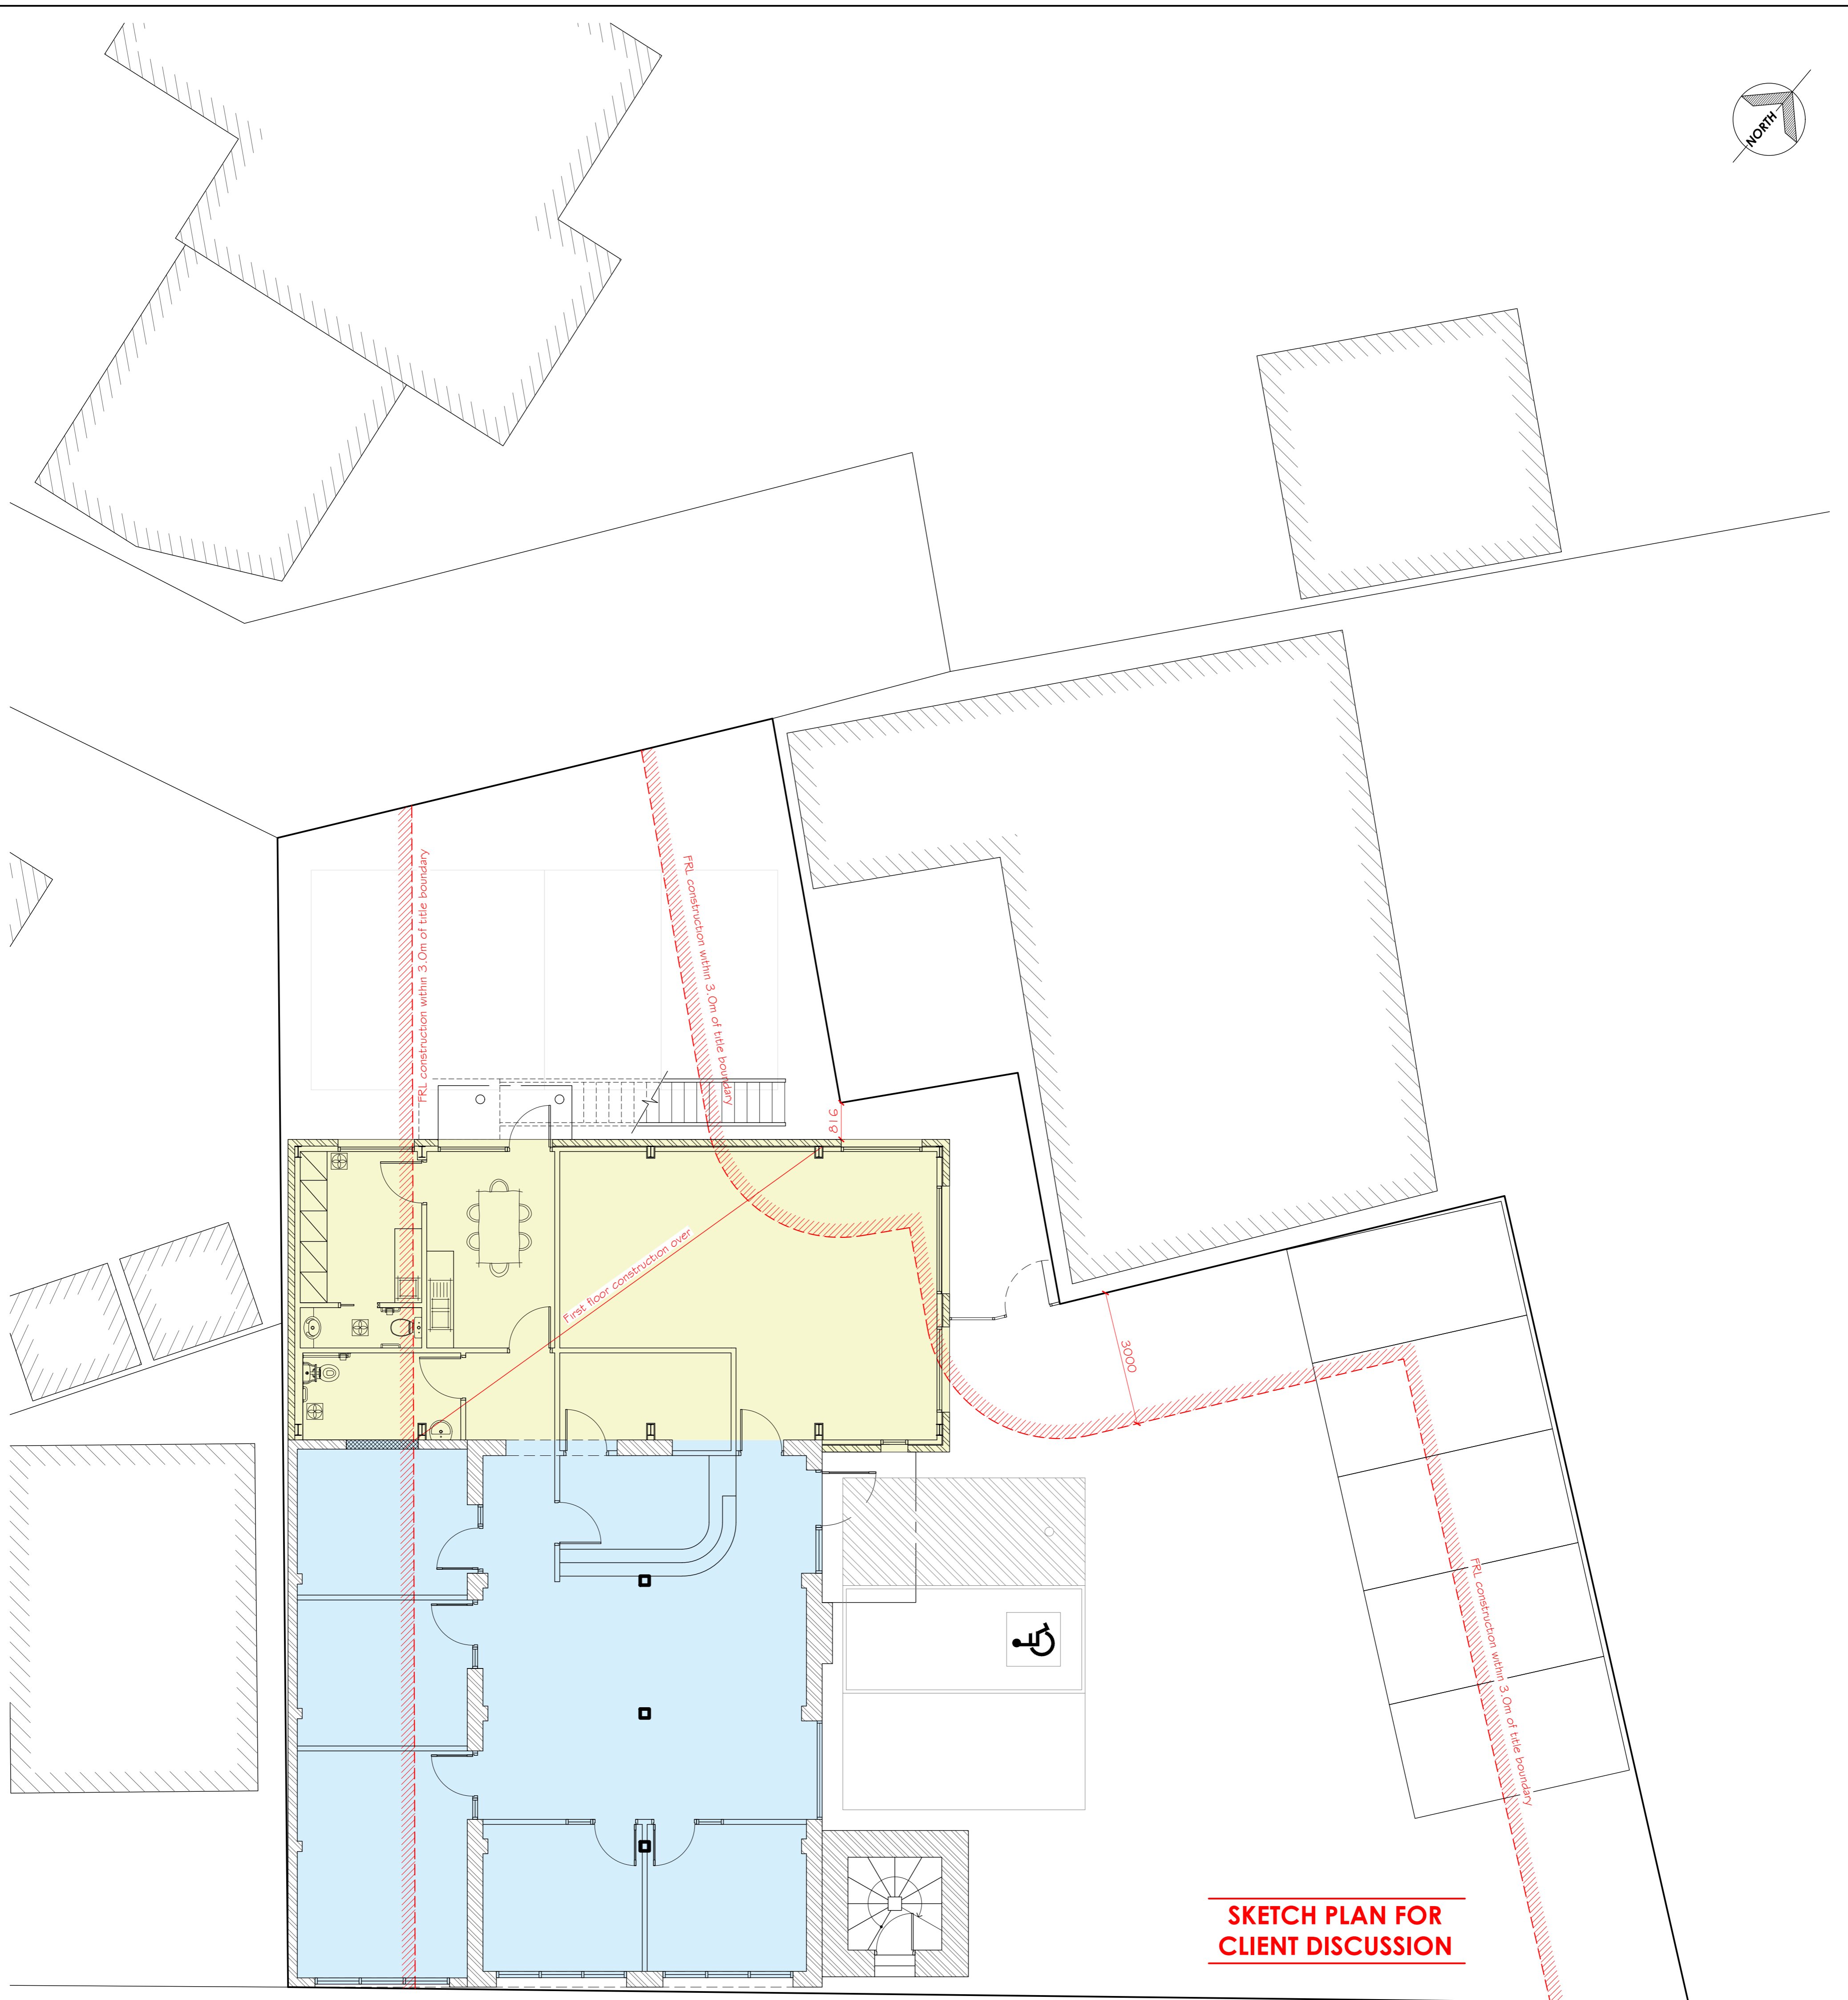 NORTH
FRL construction within 3.0m of title boundary
FRL construction within 3.0m of title boundary
816
First floor construction over
3000
FRL construction within 3.0m of title boundary
SKETCH PLAN FOR
CLIENT DISCUSSION